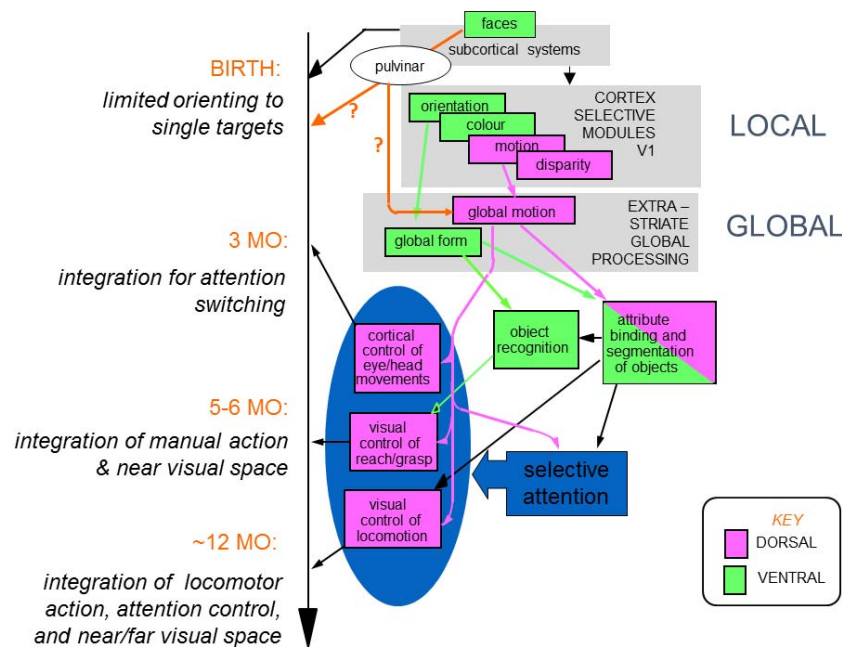 faces
subcortical systems
pulvinar
BIRTH:
limited orienting to
single targets
?
?
orientation
colour
motion
disparity
CORTEX
SELECTIVE
MODULES
V1
LOCAL
global motion
global form
EXTRA –
STRIATE
GLOBAL
PROCESSING
GLOBAL
3 MO:
integration for attention
switching
cortical
control of
eye/head
movements
object
recognition
attribute
binding and
segmentation
of objects
5-6 MO:
integration of manual action
& near visual space
visual
control of
reach/grasp
selective
attention
visual
control of
locomotion
~12 MO:
integration of locomotor
action, attention control,
and near/far visual space
KEY
DORSAL
VENTRAL